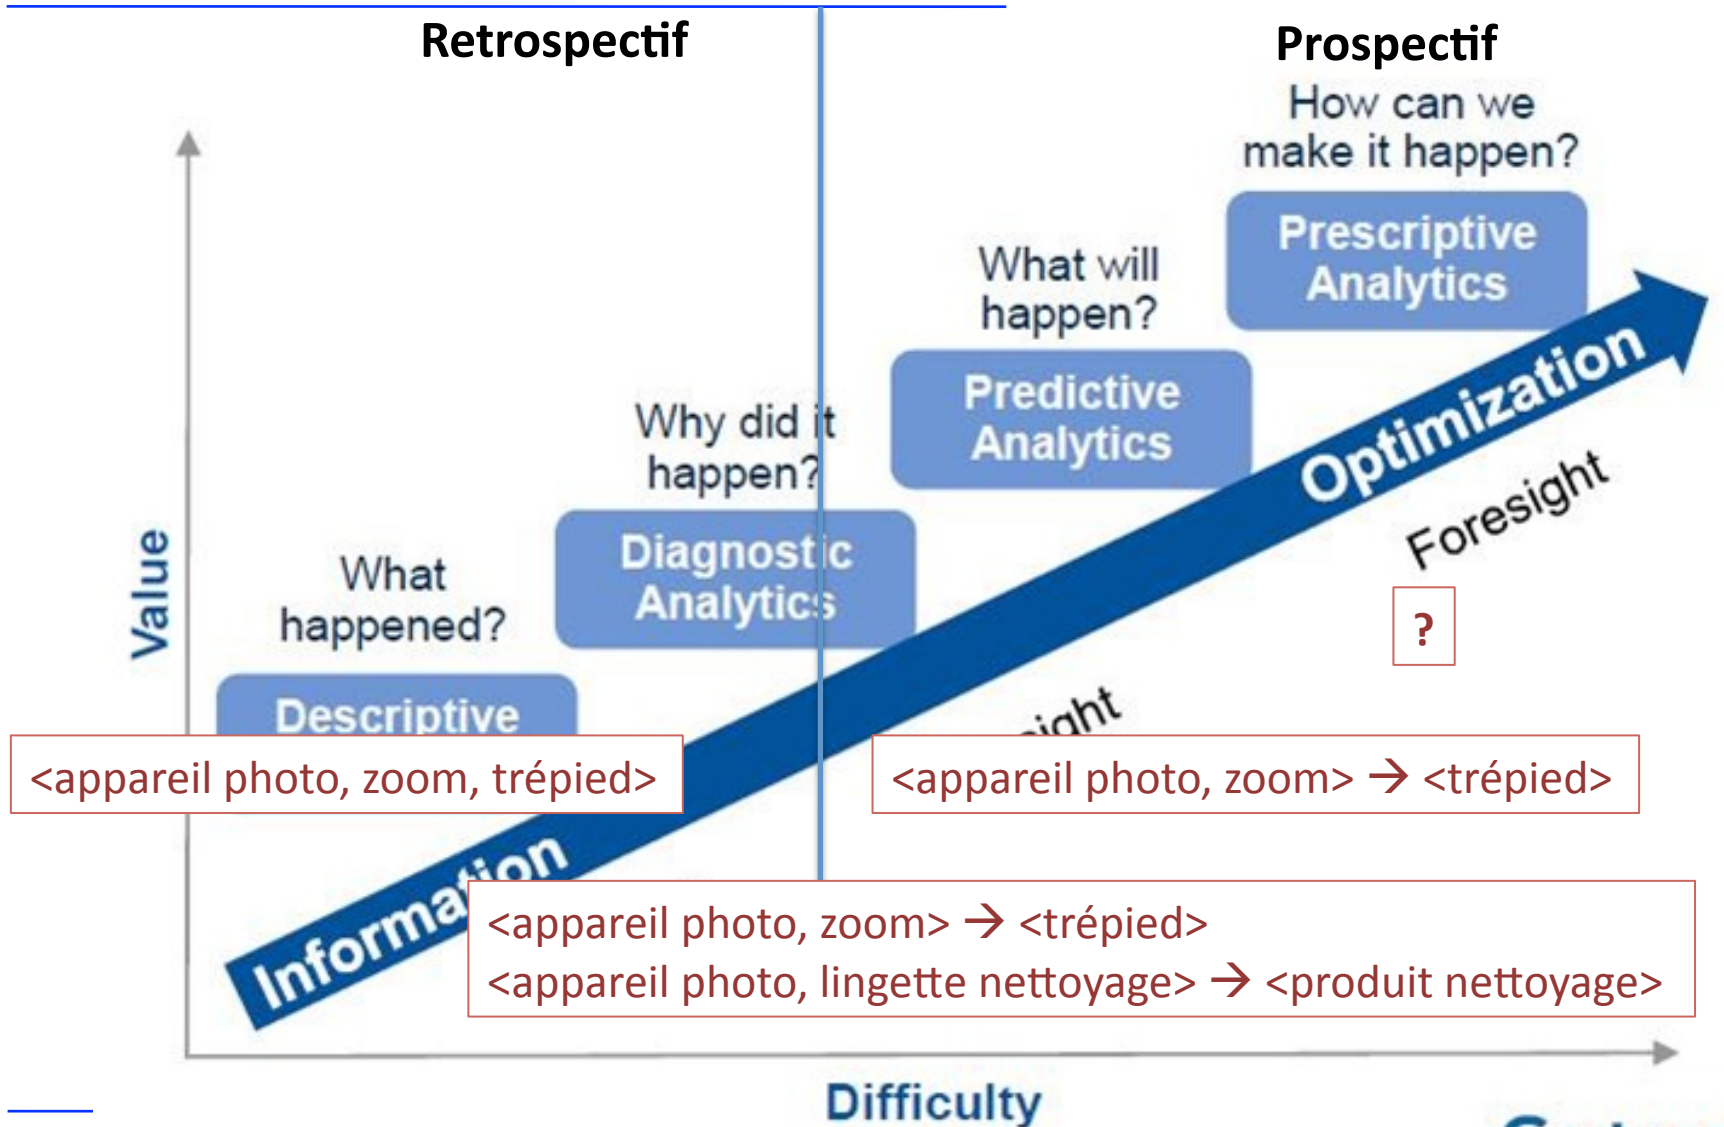 Retrospectif
Prospectif
How can we
make it happen?
Prescriptive
Analytics
What will
happen?
Predictive
Analytics
Why did it
happen?
Diagnostic
Analytics
What
happened?
Descriptive
Value
Optimization
Foresight
?
<appareil photo, zoom, trépied>
<appareil photo, zoom> → <trépied>
Information
<appareil photo, zoom> → <trépied>
<appareil photo, lingette nettoyage> → <produit nettoyage>
Difficulty